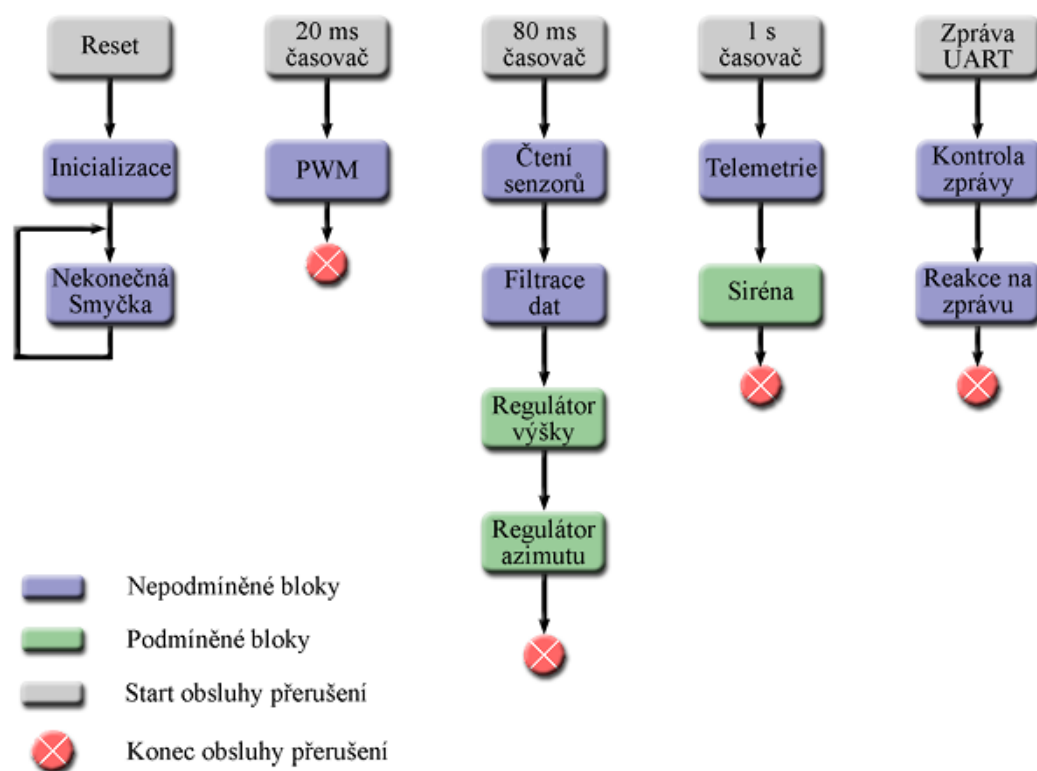 Reset
20 ms
časovač
80 ms
časovač
1 s
časovač
Zpráva
UART
Inicializace
PWM
Čtení
senzorů
Telemetrie
Kontrola
zprávy
Nekonečná
Smyčka
Filtrace
dat
Siréna
Reakce na
zprávu
Regulátor
výšky
Regulátor
azimutu
Nepodmíněné bloky
Podmíněné bloky
Start obsluhy přerušení
Konec obsluhy přerušení